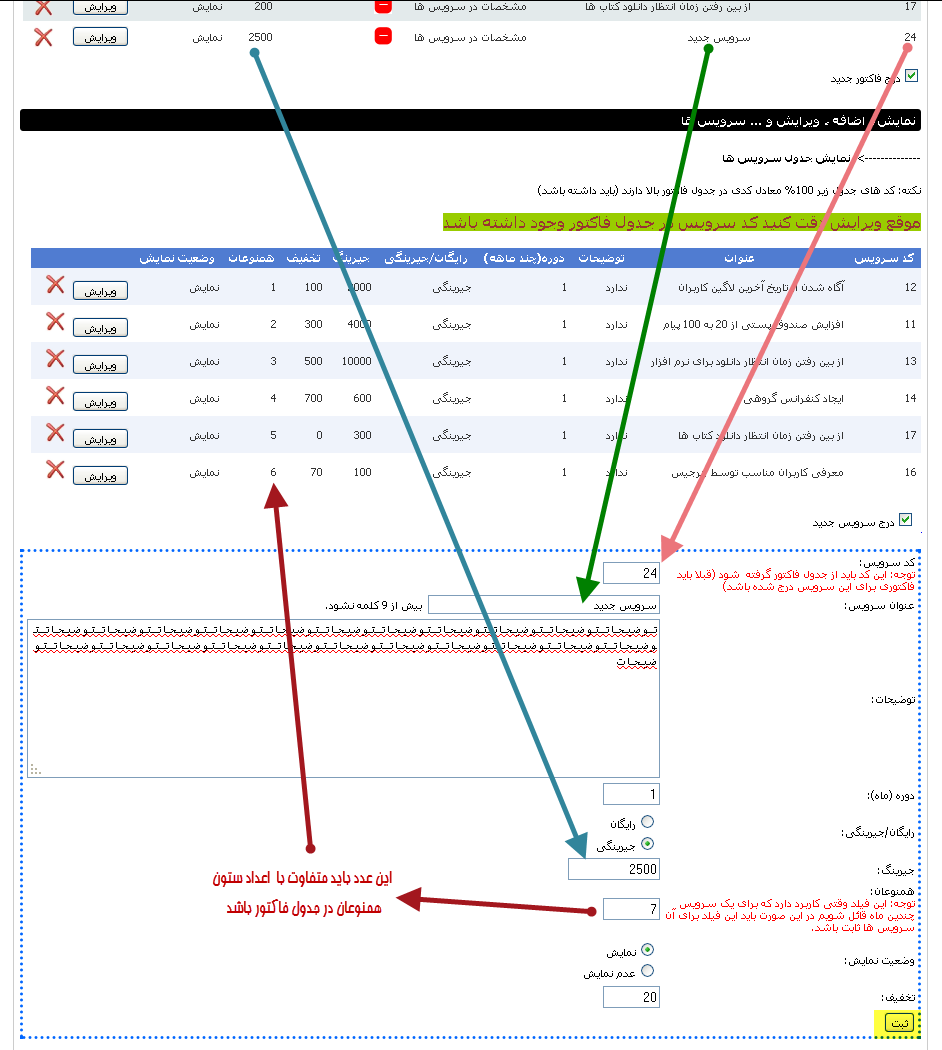 17 از بین رفتن زمان انتظار دانلود کتاب ها مشخصات در سرویس ها 200 نمایش ویرایش
24 سرویس جدید مشخصات در سرویس ها 2500 نمایش ویرایش
درج فاکتور جدید
نمایش ، اضافه ، ویرایش و ... سرویس ها
-------------> نمایش جدول سرویس ها
نکته: کد های جدول زیر 100% معادل کدی در جدول فاکتور بالا دارند (باید داشته باشد)
موقع ویرایش دقت کنید کد سرویس در جدول فاکتور وجود داشته باشد
کد سرویس عنوان توضیحات دوره(چند ماهه) رایگان/جیرینگی جیرینگ تخفیف همنوعان وضعیت نمایش
12 آگاه شدن از تاریخ آخرین لاگین کاربران ندارد 1 جیرینگی 2000 100 1 نمایش ویرایش
11 افزایش صندوق پستی از 20 به 100 پیام ندارد 1 جیرینگی 4000 300 2 نمایش ویرایش
13 از بین رفتن زمان انتظار دانلود برای نرم افزار ندارد 1 جیرینگی 10000 500 3 نمایش ویرایش
14 ایجاد کنفرانس گروهی ندارد 1 جیرینگی 600 700 4 نمایش ویرایش
17 از بین رفتن زمان انتظار دانلود کتاب ها ندارد 1 جیرینگی 300 0 5 نمایش ویرایش
16 معرفی کاربران مناسب توسط جرجیس ندارد 1 جیرینگی 100 70 6 نمایش ویرایش
درج سرویس جدید
کد سرویس: 24
توجه: این کد باید از جدول فاکتور گرفته شود (قبلا باید
فاکتوری برای این سرویس درج شده باشد)
عنوان سرویس: سرویس جدید بیش از 9 کلمه نشود.
توضیحات:
توضیحاتتوضیحاتتوضیحاتتوضیحاتتوضیحاتتوضیحاتتوضیحاتتوضیحاتتوضیحاتتوضیحاتتو
وضیحاتتوضیحاتتوضیحاتتوضیحاتتوضیحاتتوضیحاتتوضیحاتتوضیحاتتوضیحاتتوضیحاتتو
ضیحات
دوره (ماه): 1
رایگان/جیرینگی:
رایگان
جیرینگی
جیرینگ: 2500
همنوعان: 7
توجه: این فیلد وقتی کاربرد دارد که برای یک سرویس
چندین ماه قائل شویم در این صورت باید این فیلد برای آن
سرویس ها ثابت باشد.
این عدد باید متفاوت با اعداد ستون
همنوعان در جدول فاکتور باشد
وضعیت نمایش:
نمایش
عدم نمایش
تخفیف: 20
ثبت